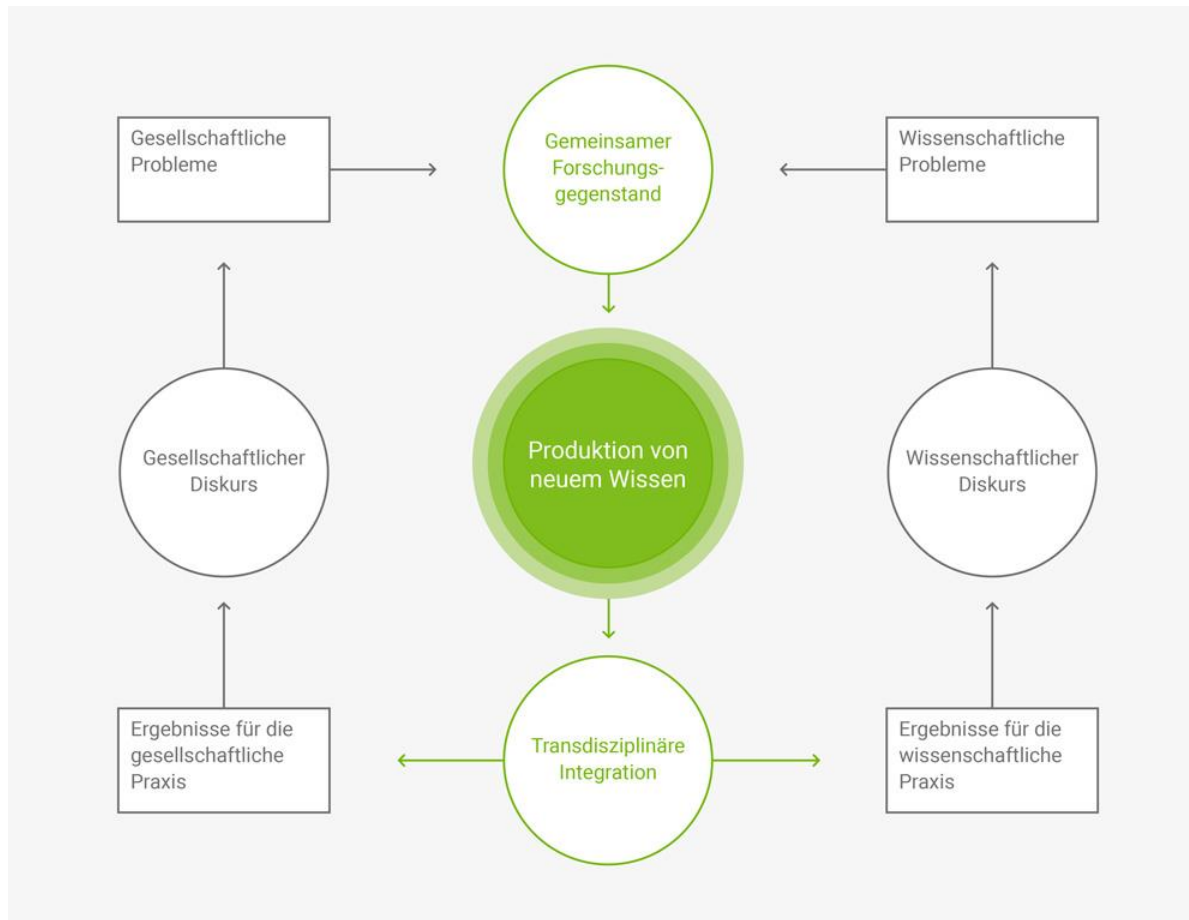 Gesellschaftliche
Probleme
Gemeinsamer
Forschungs-
gegenstand
Wissenschaftliche
Probleme
Gesellschaftlicher
Diskurs
Produktion von
neuem Wissen
Wissenschaftlicher
Diskurs
Ergebnisse für die
gesellschaftliche
Praxis
Transdisziplinäre
Integration
Ergebnisse für die
wissenschaftliche
Praxis